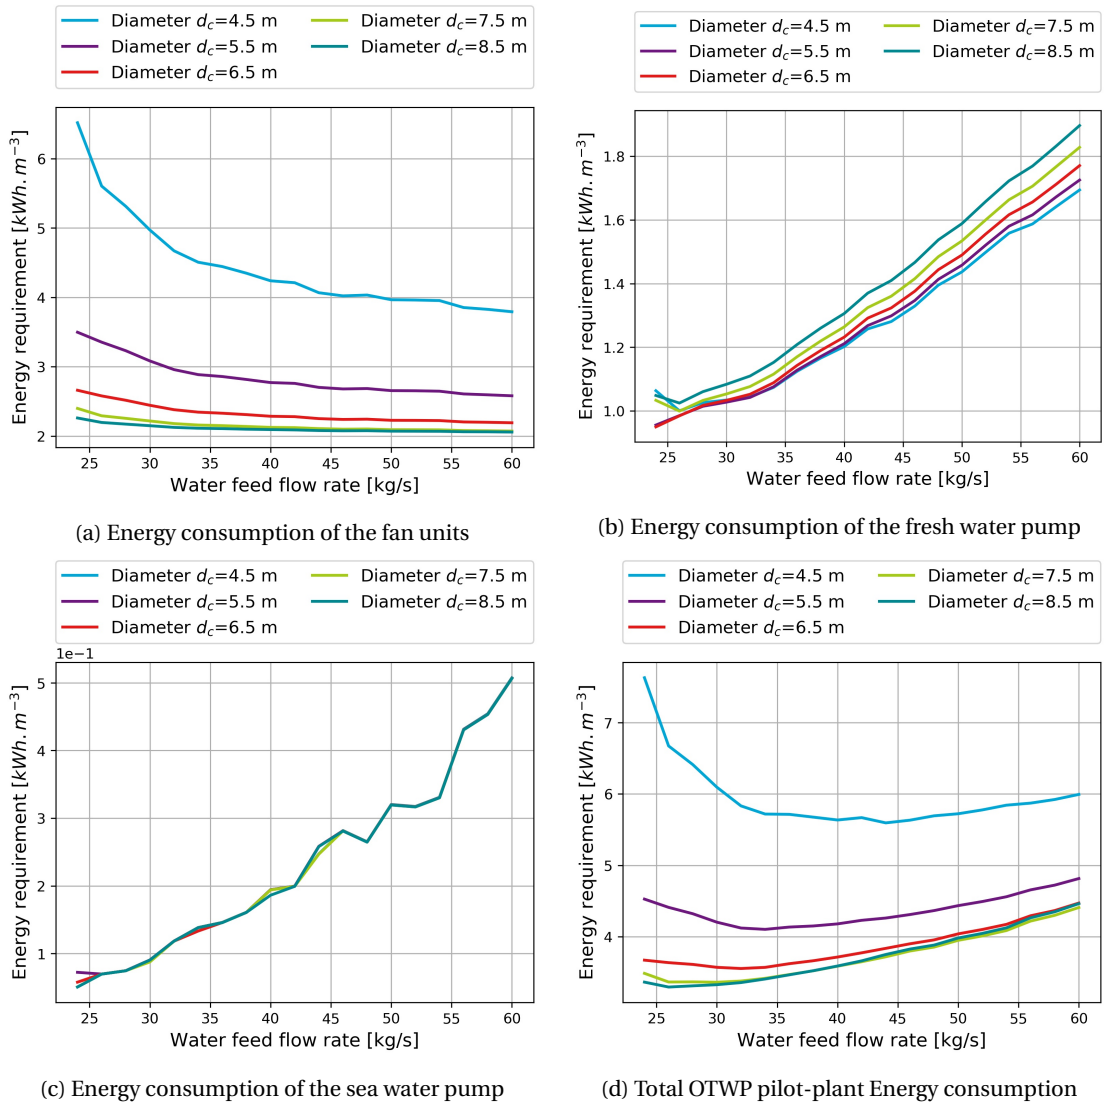 Diameter d_c=4.5 m
Diameter d_c=5.5 m
Diameter d_c=6.5 m
Diameter d_c=7.5 m
Diameter d_c=8.5 m
Energy requirement [kWh. m⁻³]
6
5
4
3
2
25 30 35 40 45 50 55 60
Water feed flow rate [kg/s]
(a) Energy consumption of the fan units
Diameter d_c=4.5 m
Diameter d_c=5.5 m
Diameter d_c=6.5 m
Diameter d_c=7.5 m
Diameter d_c=8.5 m
Energy requirement [kWh. m⁻³]
1.8
1.6
1.4
1.2
1.0
25 30 35 40 45 50 55 60
Water feed flow rate [kg/s]
(b) Energy consumption of the fresh water pump
Diameter d_c=4.5 m
Diameter d_c=5.5 m
Diameter d_c=6.5 m
Diameter d_c=7.5 m
Diameter d_c=8.5 m
1e−1
Energy requirement [kWh. m⁻³]
5
4
3
2
1
25 30 35 40 45 50 55 60
Water feed flow rate [kg/s]
(c) Energy consumption of the sea water pump
Diameter d_c=4.5 m
Diameter d_c=5.5 m
Diameter d_c=6.5 m
Diameter d_c=7.5 m
Diameter d_c=8.5 m
Energy requirement [kWh. m⁻³]
7
6
5
4
25 30 35 40 45 50 55 60
Water feed flow rate [kg/s]
(d) Total OTWP pilot-plant Energy consumption